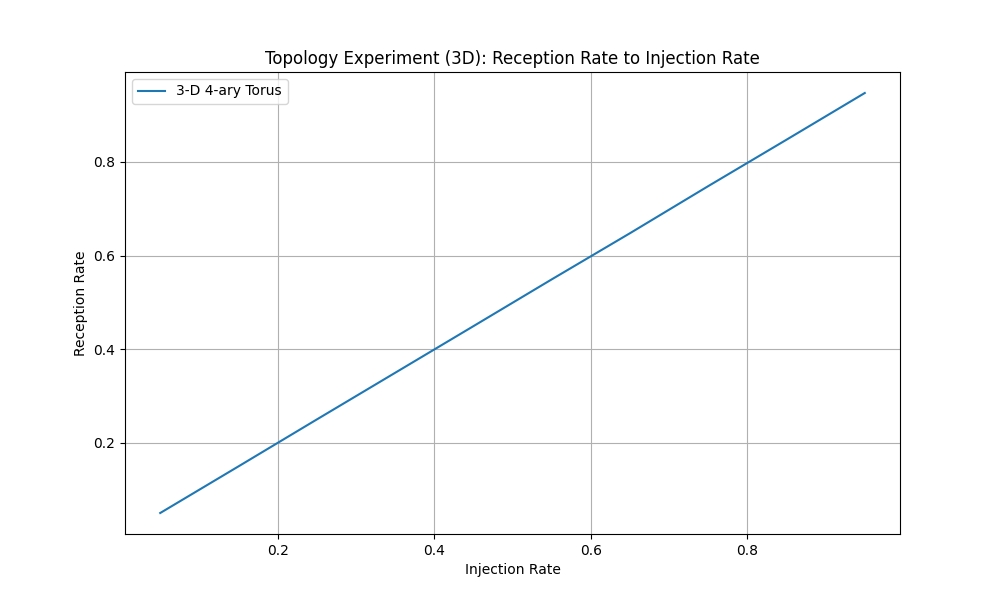 Topology Experiment (3D): Reception Rate to Injection Rate
3-D 4-ary Torus
Reception Rate
0.8
0.6
0.4
0.2
0.2 0.4 0.6 0.8
Injection Rate